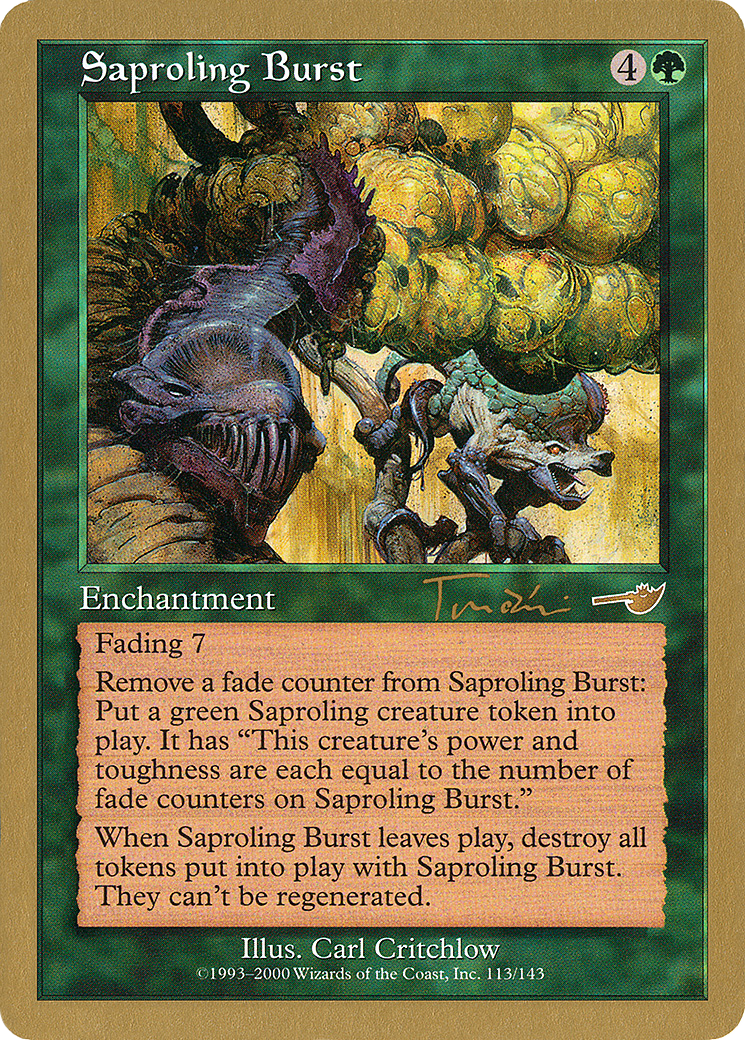 Saproling Burst 4
Enchantment
Fading 7
Remove a fade counter from Saproling Burst:
Put a green Saproling creature token into
play. It has “This creature’s power and
toughness are each equal to the number of
fade counters on Saproling Burst.”
When Saproling Burst leaves play, destroy all
tokens put into play with Saproling Burst.
They can’t be regenerated.
Illus. Carl Critchlow
©1993–2000 Wizards of the Coast, Inc. 113/143